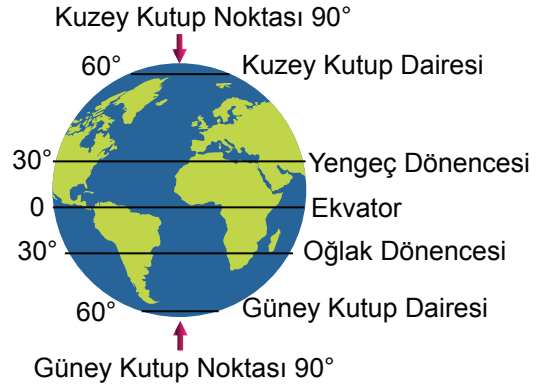 Kuzey Kutup Noktası 90°
60° Kuzey Kutup Dairesi
30° Yengeç Dönencesi
0 Ekvator
30° Oğlak Dönencesi
60° Güney Kutup Dairesi
Güney Kutup Noktası 90°